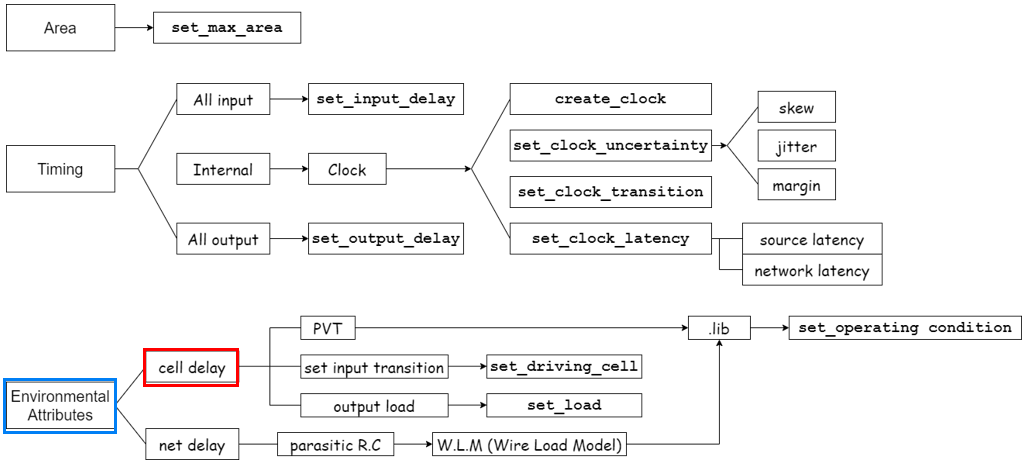 Area
set_max_area
All input
set_input_delay
create_clock
skew
set_clock_uncertainty
jitter
Timing
Internal
Clock
set_clock_transition
margin
All output
set_output_delay
set_clock_latency
source latency
network latency
PVT
.lib
set_operating condition
cell delay
set input transition
set_driving_cell
Environmental
Attributes
output load
set_load
net delay
parasitic R.C
W.L.M (Wire Load Model)